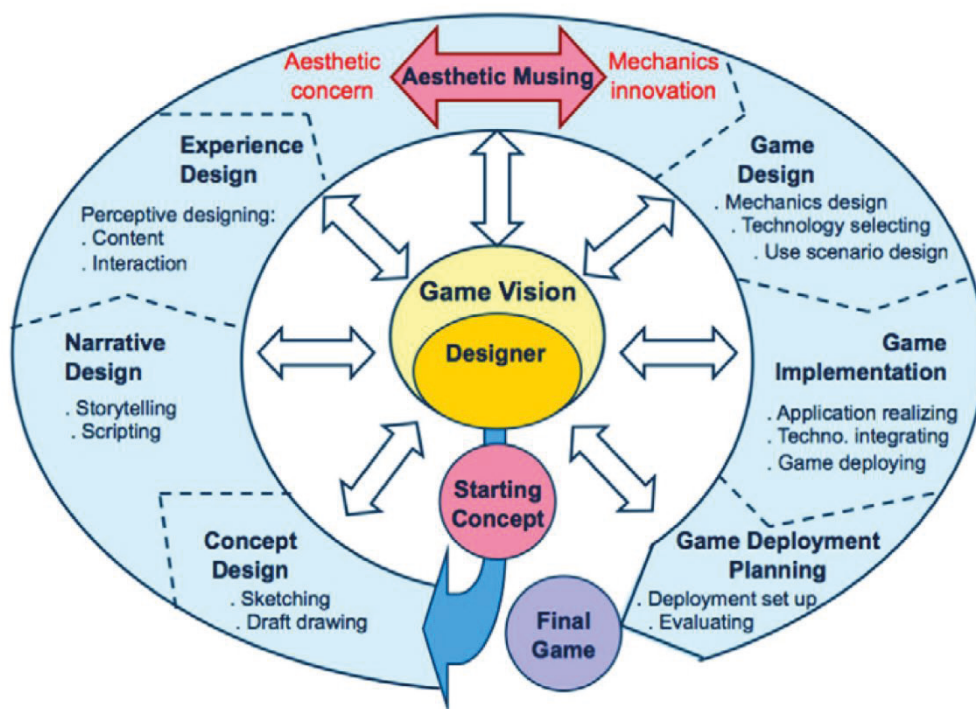 Aesthetic
concern
Aesthetic Musing
Mechanics
innovation
Experience
Design
Perceptive designing:
. Content
. Interaction
Game
Design
. Mechanics design
. Technology selecting
. Use scenario design
Game Vision
Designer
Narrative
Design
. Storytelling
. Scripting
Game
Implementation
. Application realizing
. Techno. integrating
. Game deploying
Starting
Concept
Concept
Design
. Sketching
. Draft drawing
Game Deployment
Planning
. Deployment set up
. Evaluating
Final
Game